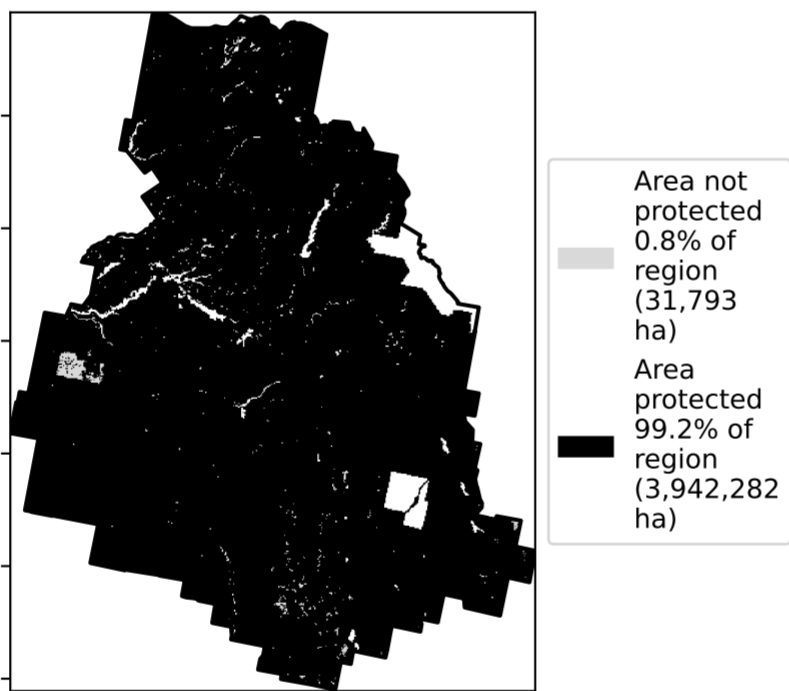 Area not
protected
0.8% of
region
(31,793
ha)
Area
protected
99.2% of
region
(3,942,282
ha)